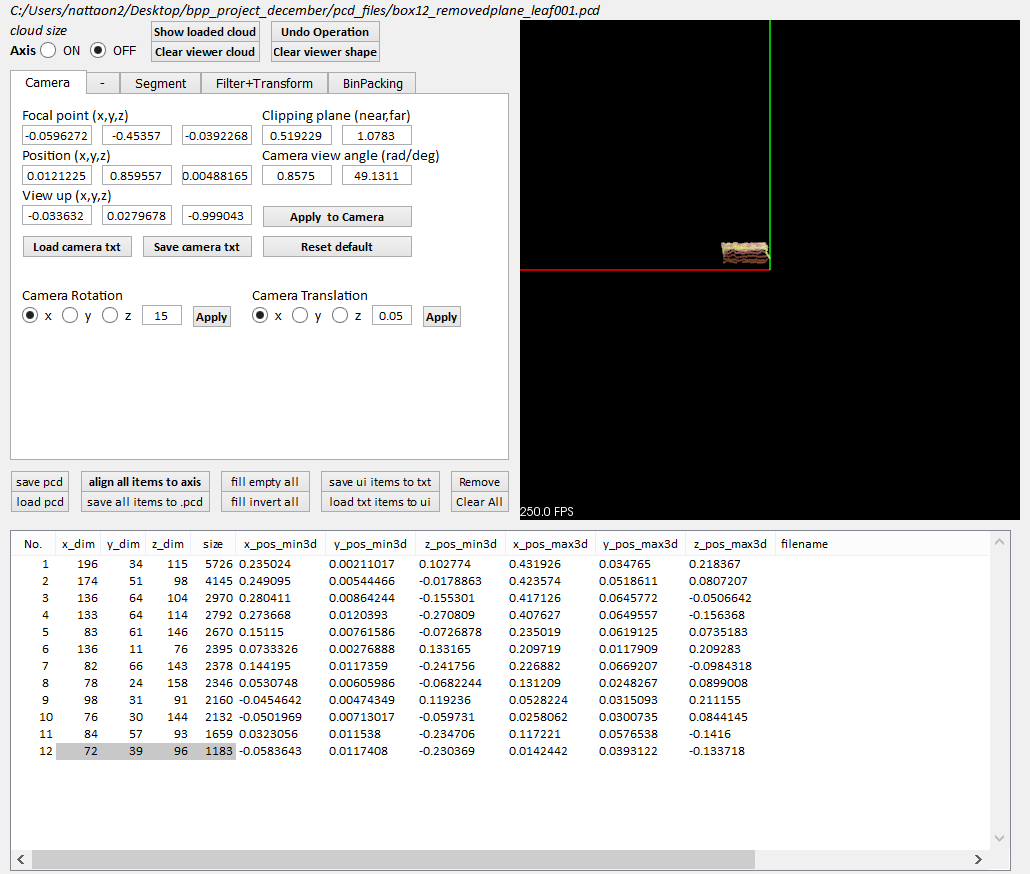 C:/Users/nattaon2/Desktop/bpp_project_december/pcd_files/box12_removedplane_leaf001.pcd
cloud size
Show loaded cloud Undo Operation
Axis ON OFF Clear viewer cloud Clear viewer shape
Camera - Segment Filter+Transform BinPacking
Focal point (x,y,z) Clipping plane (near,far)
-0.0596272 -0.45357 -0.0392268 0.519229 1.0783
Position (x,y,z) Camera view angle (rad/deg)
0.0121225 0.859557 0.00488165 0.8575 49.1311
View up (x,y,z)
-0.033632 0.0279678 -0.999043 Apply to Camera
Load camera txt Save camera txt Reset default
Camera Rotation Camera Translation
x y z 15 Apply x y z 0.05 Apply
save pcd align all items to axis fill empty all save ui items to txt Remove
load pcd save all items to .pcd fill invert all load txt items to ui Clear All
250.0 FPS
No. x_dim y_dim z_dim size x_pos_min3d y_pos_min3d z_pos_min3d x_pos_max3d y_pos_max3d z_pos_max3d filename
1 196 34 115 5726 0.235024 0.00211017 0.102774 0.431926 0.034765 0.218367
2 174 51 98 4145 0.249095 0.00544466 -0.0178863 0.423574 0.0518611 0.0807207
3 136 64 104 2970 0.280411 0.00864244 -0.155301 0.417126 0.0645772 -0.0506642
4 133 64 114 2792 0.273668 0.0120393 -0.270809 0.407627 0.0649557 -0.156368
5 83 61 146 2670 0.15115 0.00761586 -0.0726878 0.235019 0.0619125 0.0735183
6 136 11 76 2395 0.0733326 0.00276888 0.133165 0.209719 0.0117909 0.209283
7 82 66 143 2378 0.144195 0.0117359 -0.241756 0.226882 0.0669207 -0.0984318
8 78 24 158 2346 0.0530748 0.00605986 -0.0682244 0.131209 0.0248267 0.0899008
9 98 31 91 2160 -0.0454642 0.00474349 0.119236 0.0528224 0.0315093 0.211155
10 76 30 144 2132 -0.0501969 0.00713017 -0.059731 0.0258062 0.0300735 0.0844145
11 84 57 93 1659 0.0323056 0.011538 -0.234706 0.117221 0.0576538 -0.1416
12 72 39 96 1183 -0.0583643 0.0117408 -0.230369 0.0142442 0.0393122 -0.133718